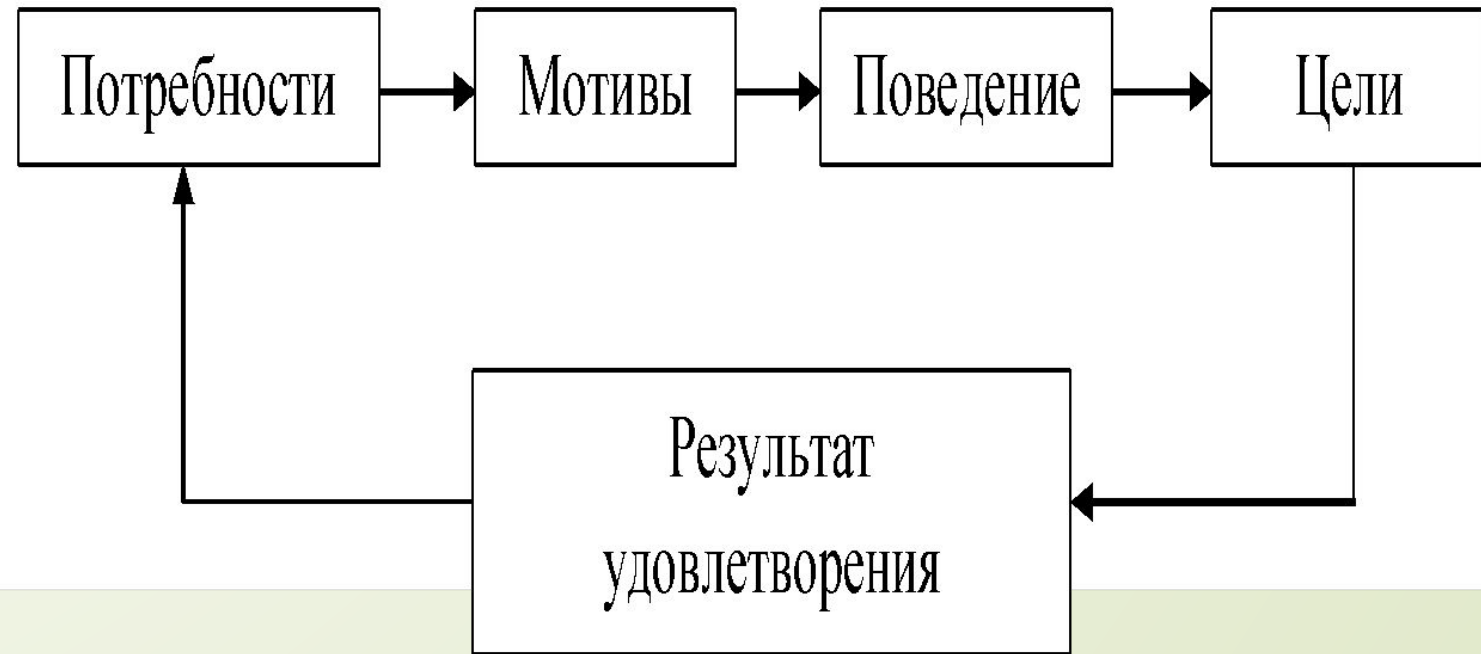 Потребности
Мотивы
Поведение
Цели
Результат
удовлетворения